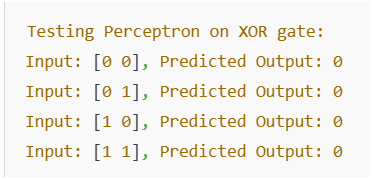 Testing Perceptron on XOR gate:
Input: [0 0], Predicted Output: 0
Input: [0 1], Predicted Output: 0
Input: [1 0], Predicted Output: 0
Input: [1 1], Predicted Output: 0